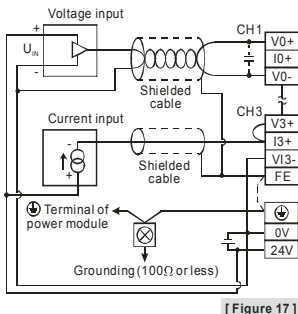 Voltage input
CH1
+
UIN
-
V0+
I0+
V0-
Shielded
cable
CH3
Current input
V3+
-
I3+
+
Shielded
cable
VI3-
FE
Terminal of
power module
0V
24V
Grounding (100Ω or less)
[ Figure 17 ]